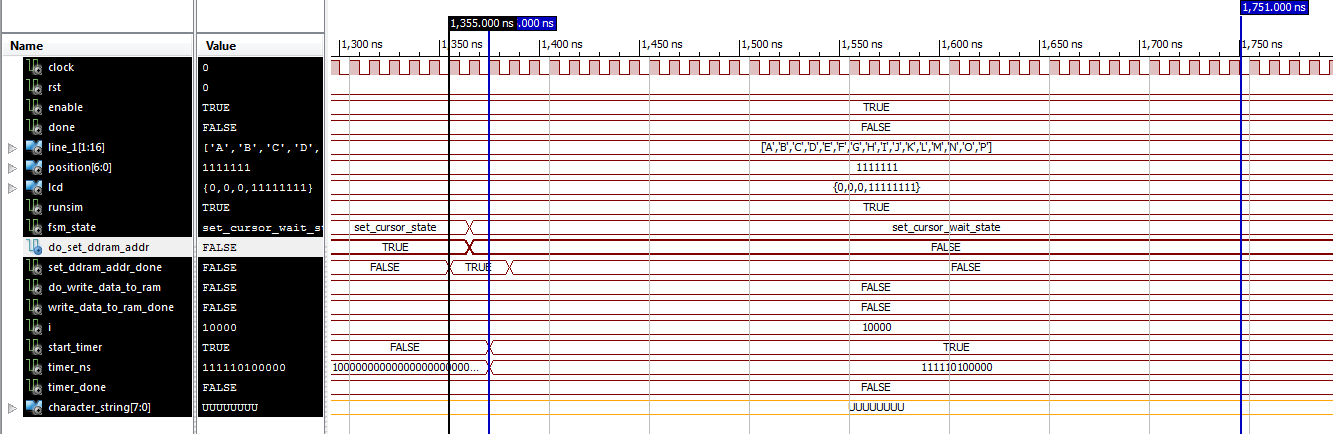 1,355.000 ns .000 ns 1,751.000 ns
Name Value 1,300 ns 1,350 ns 1,400 ns 1,450 ns 1,500 ns 1,550 ns 1,600 ns 1,650 ns 1,700 ns 1,750 ns
clock 0
rst 0
enable TRUE TRUE
done FALSE FALSE
line_1[1:16] ['A','B','C','D', ['A','B','C','D','E','F','G','H','I','J','K','L','M','N','O','P']
position[6:0] 1111111 1111111
lcd {0,0,0,11111111} {0,0,0,11111111}
runsim TRUE TRUE
fsm_state set_cursor_wait_st set_cursor_state set_cursor_wait_state
do_set_ddram_addr FALSE TRUE FALSE
set_ddram_addr_done FALSE FALSE TRUE FALSE
do_write_data_to_ram FALSE FALSE
write_data_to_ram_done FALSE FALSE
i 10000 10000
start_timer TRUE FALSE TRUE
timer_ns 111110100000 10000000000000000000000... 111110100000
timer_done FALSE FALSE
character_string[7:0] UUUUUUUU UUUUUUUU